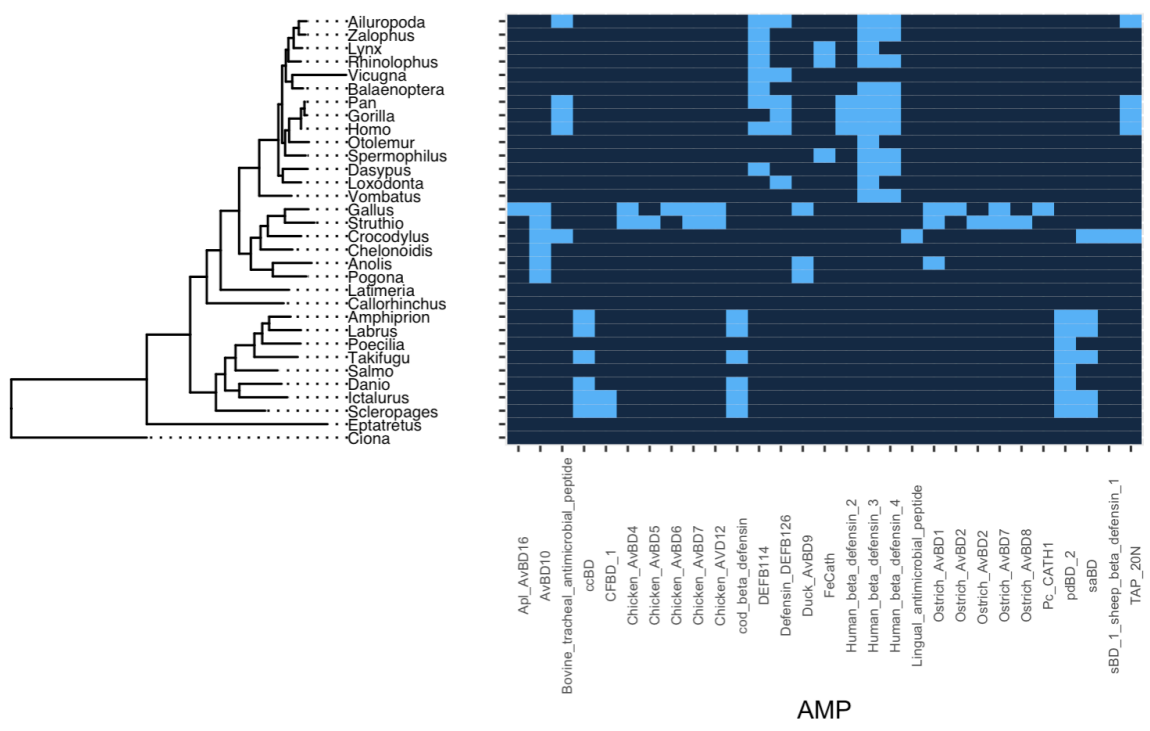 Ailuropoda
Zalophus
Lynx
Rhinolophus
Vicugna
Balaenoptera
Pan
Gorilla
Homo
Otolemur
Spermophilus
Dasypus
Loxodonta
Vombatus
Gallus
Struthio
Crocodylus
Chelonoidis
Anolis
Pogona
Latimeria
Callorhinchus
Amphiprion
Labrus
Poecilia
Takifugu
Salmo
Danio
Ictalurus
Scleropages
Eptatretus
Ciona
Apl_AvBD16
AvBD10
Bovine_tracheal_antimicrobial_peptide
ccBD
CFBD_1
Chicken_AvBD4
Chicken_AvBD5
Chicken_AvBD6
Chicken_AvBD7
Chicken_AVD12
cod_beta_defensin
DEFB114
Defensin_DEFB126
Duck_AvBD9
FeCath
Human_beta_defensin_2
Human_beta_defensin_3
Human_beta_defensin_4
Lingual_antimicrobial_peptide
Ostrich_AvBD1
Ostrich_AvBD2
Ostrich_AvBD2
Ostrich_AvBD7
Ostrich_AvBD8
Pc_CATH1
pdBD_2
saBD
sBD_1_sheep_beta_defensin_1
TAP_20N
AMP